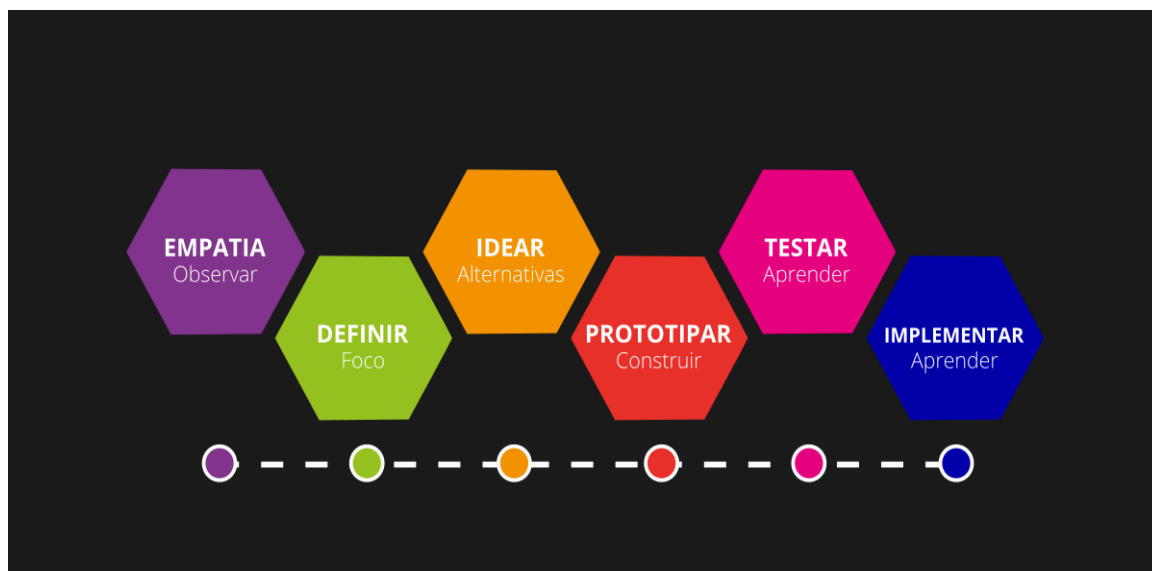 EMPATIA
Observar
DEFINIR
Foco
IDEAR
Alternativas
PROTOTIPAR
Construir
TESTAR
Aprender
IMPLEMENTAR
Aprender